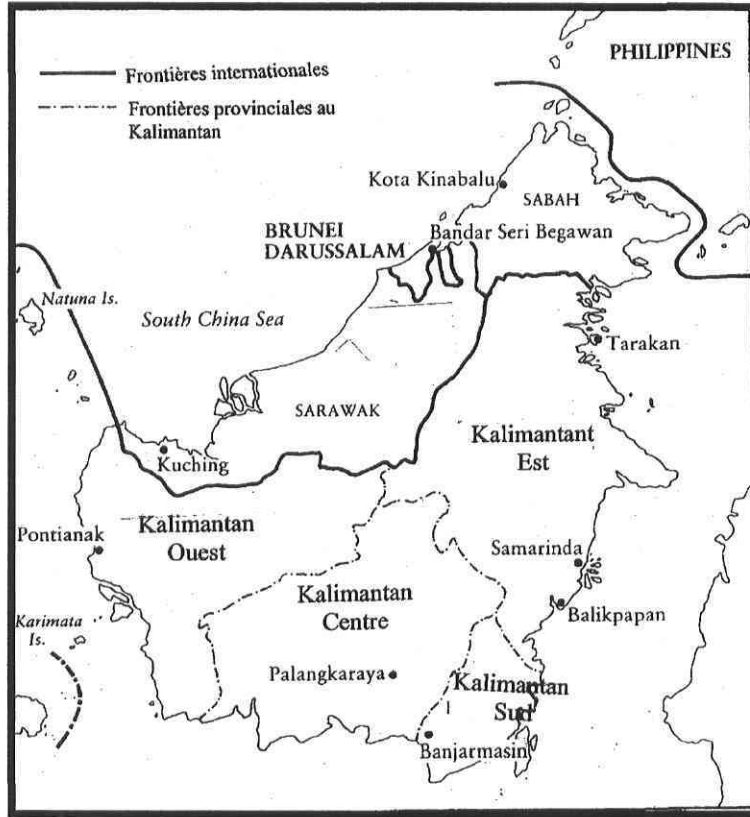 PHILIPPINES
Frontières internationales
Frontières provinciales au
Kalimantan
Kota Kinabalu
SABAH
BRUNEI
DARUSSALAM
Bandar Seri Begawan
Natuna Is.
South China Sea
Tarakan
SARAWAK
Kalimantant
Est
Kuching
Kalimantan
Ouest
Pontianak
Samarinda
Kalimantan
Centre
Balikpapan
Karimata
Is.
Palangkaraya
Kalimantan
Sud
Banjarmasin